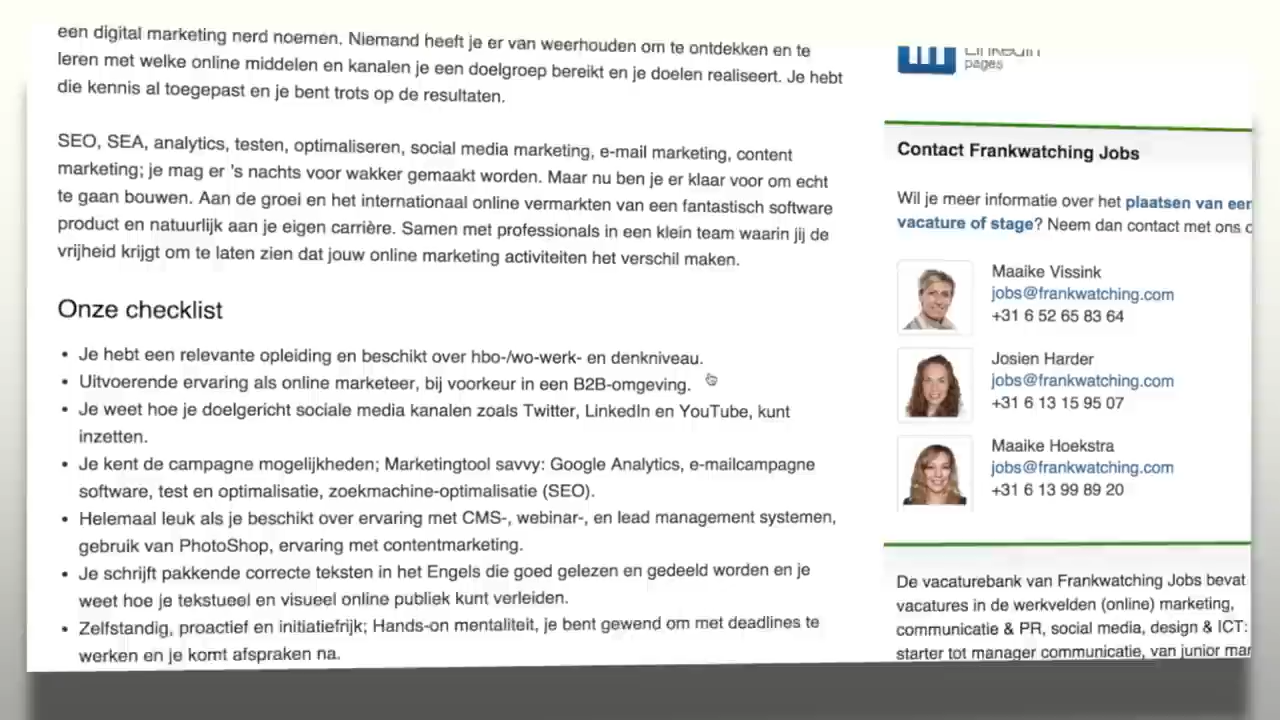 een digital marketing nerd noemen. Niemand heeft je er van weerhouden om te ontdekken en te
leren met welke online middelen en kanalen je een doelgroep bereikt en je doelen realiseert. Je hebt
die kennis al toegepast en je bent trots op de resultaten.
SEO, SEA, analytics, testen, optimaliseren, social media marketing, e-mail marketing, content
marketing; je mag er 's nachts voor wakker gemaakt worden. Maar nu ben je er klaar voor om echt
te gaan bouwen. Aan de groei en het internationaal online vermarkten van een fantastisch software
product en natuurlijk aan je eigen carrière. Samen met professionals in een klein team waarin jij de
vrijheid krijgt om te laten zien dat jouw online marketing activiteiten het verschil maken.
Onze checklist
• Je hebt een relevante opleiding en beschikt over hbo-/wo-werk- en denkniveau.
• Uitvoerende ervaring als online marketeer, bij voorkeur in een B2B-omgeving.
• Je weet hoe je doelgericht sociale media kanalen zoals Twitter, LinkedIn en YouTube, kunt
inzetten.
• Je kent de campagne mogelijkheden; Marketingtool savvy: Google Analytics, e-mailcampagne
software, test en optimalisatie, zoekmachine-optimalisatie (SEO).
• Helemaal leuk als je beschikt over ervaring met CMS-, webinar-, en lead management systemen,
gebruik van PhotoShop, ervaring met contentmarketing.
• Je schrijft pakkende correcte teksten in het Engels die goed gelezen en gedeeld worden en je
weet hoe je tekstueel en visueel online publiek kunt verleiden.
• Zelfstandig, proactief en initiatiefrijk; Hands-on mentaliteit, je bent gewend om met deadlines te
werken en je komt afspraken na.
LinkedIn
pages
Contact Frankwatching Jobs
Wil je meer informatie over het plaatsen van een
vacature of stage? Neem dan contact met ons
Maaike Vissink
jobs@frankwatching.com
+31 6 52 65 83 64
Josien Harder
jobs@frankwatching.com
+31 6 13 15 95 07
Maaike Hoekstra
jobs@frankwatching.com
+31 6 13 99 89 20
De vacaturebank van Frankwatching Jobs bevat
vacatures in de werkvelden (online) marketing,
communicatie & PR, social media, design & ICT:
starter tot manager communicatie, van junior